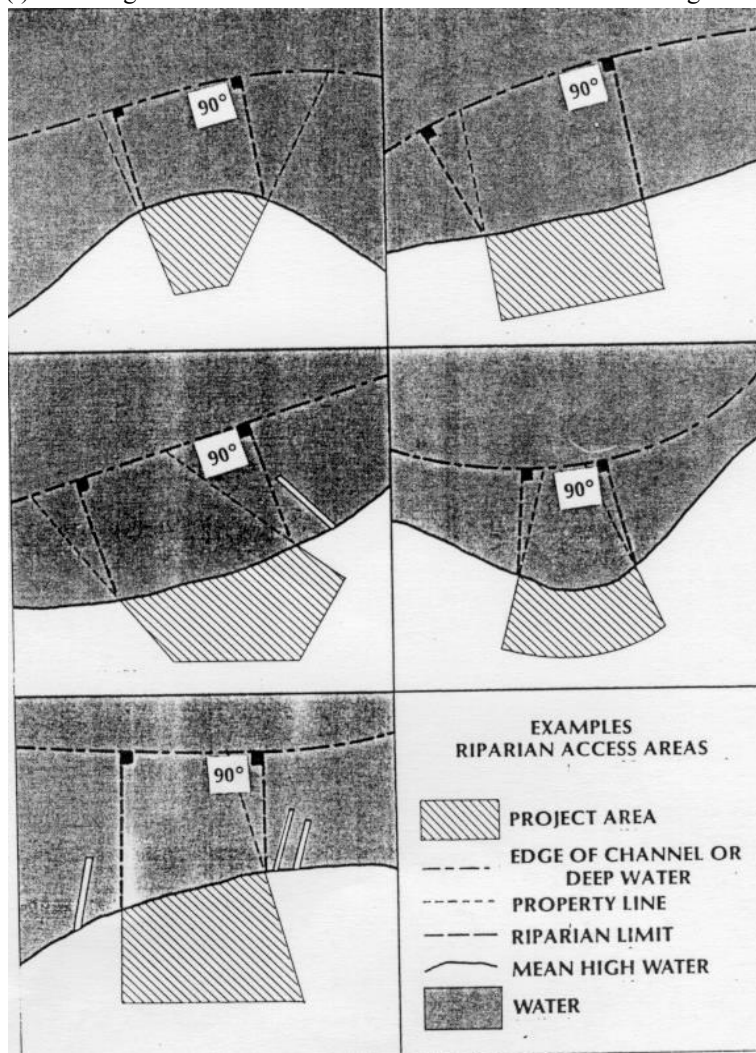 90°
90°
90°
90°
90°
EXAMPLES
RIPARIAN ACCESS AREAS
PROJECT AREA
EDGE OF CHANNEL OR
DEEP WATER
PROPERTY LINE
RIPARIAN LIMIT
MEAN HIGH WATER
WATER